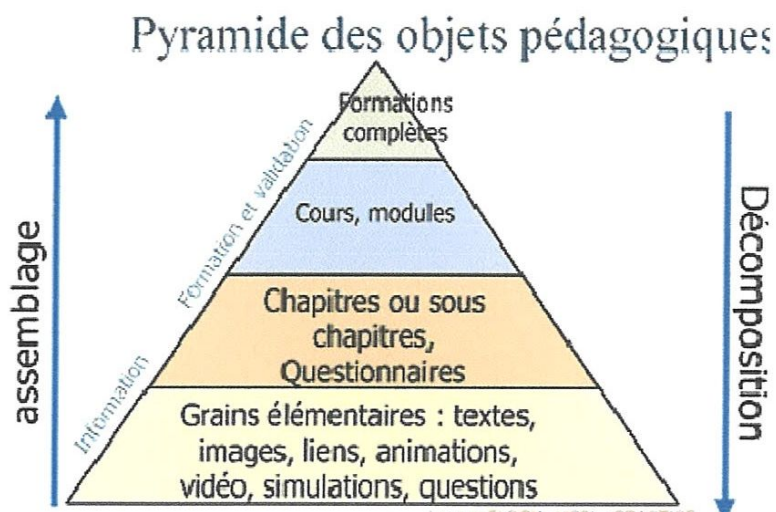 Pyramide des objets pédagogiques
Formations
complètes
Cours, modules
Chapitres ou sous
chapitres,
Questionnaires
Grains élémentaires : textes,
images, liens, animations,
vidéo, simulations, questions
assemblage
Information
Formation et validation
Décomposition